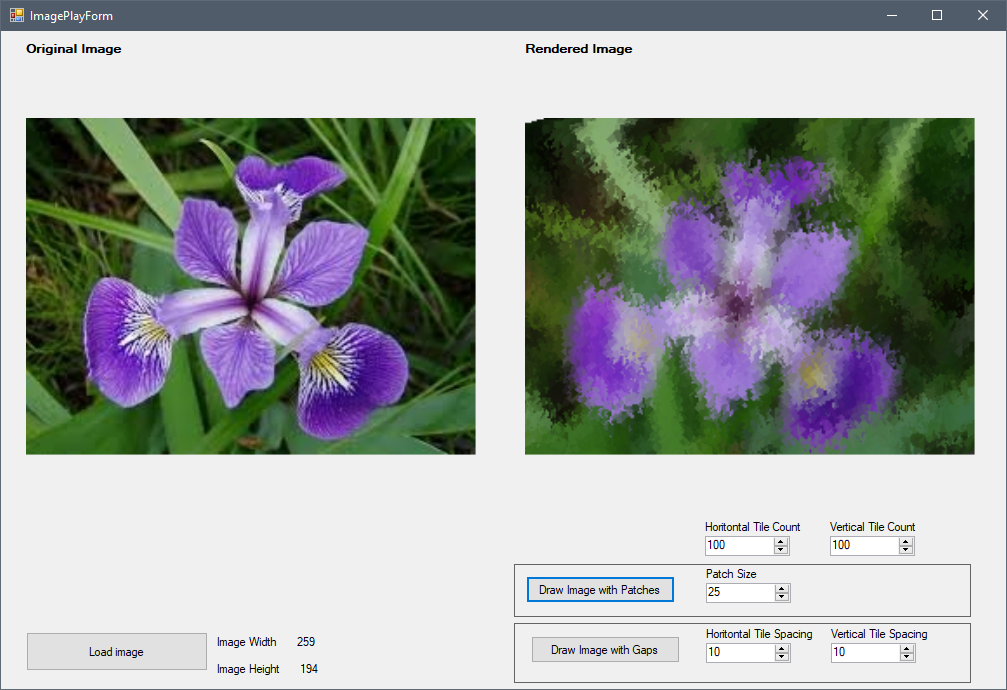 ImagePlayForm
Original Image
Rendered Image
Horitontal Tile Count
Vertical Tile Count
100
100
Patch Size
Draw Image with Patches
25
Horitontal Tile Spacing
Vertical Tile Spacing
Draw Image with Gaps
10
10
Load image
Image Width 259
Image Height 194